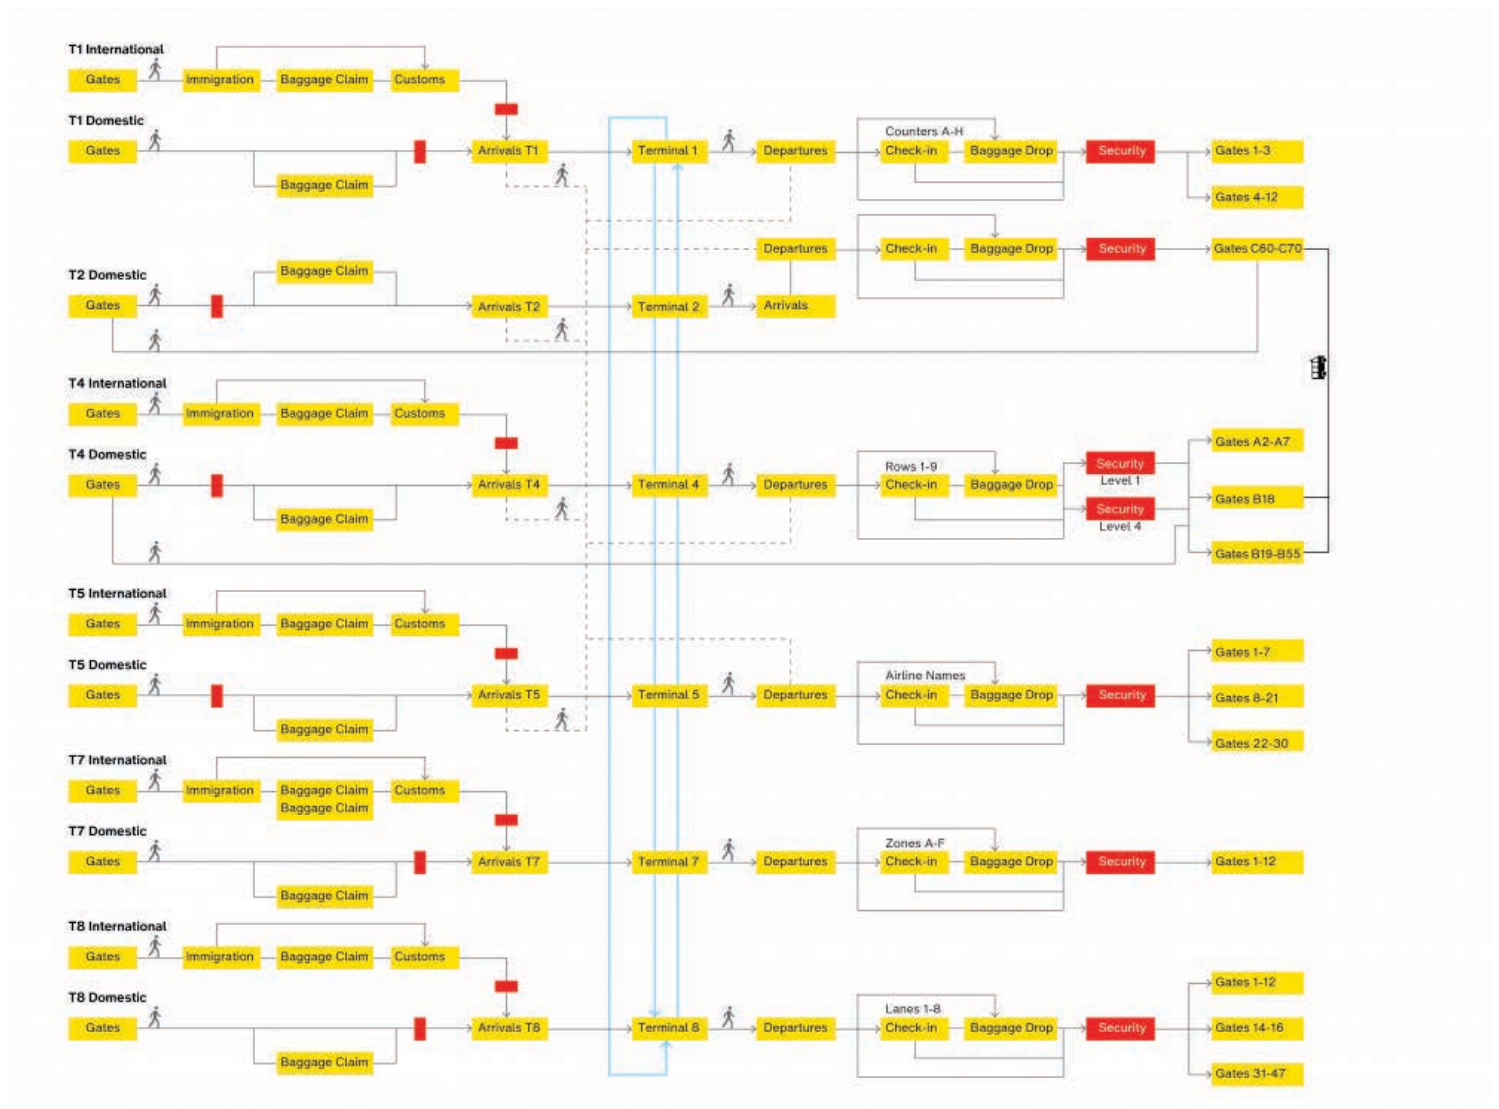 T1 International
Gates Immigration Baggage Claim Customs
T1 Domestic
Counters A-H
Gates Arrivals T1 Terminal 1 Departures Check-in Baggage Drop Security Gates 1-3
Baggage Claim
Gates 4-12
Departures Check-in Baggage Drop Security Gates C60-C70
T2 Domestic
Baggage Claim
Gates Arrivals T2 Terminal 2 Arrivals
T4 International
Gates Immigration Baggage Claim Customs
Gates A2-A7
T4 Domestic
Rows 1-9
Security
Level 1
Gates Arrivals T4 Terminal 4 Departures Check-in Baggage Drop
Gates B18
Security
Level 4
Baggage Claim
Gates B19-B55
T5 International
Gates Immigration Baggage Claim Customs
Gates 1-7
T5 Domestic
Airline Names
Gates Arrivals T5 Terminal 5 Departures Check-in Baggage Drop Security Gates 8-21
Baggage Claim
Gates 22-30
T7 International
Gates Immigration Baggage Claim Customs
Baggage Claim
T7 Domestic
Zones A-F
Gates Arrivals T7 Terminal 7 Departures Check-in Baggage Drop Security Gates 1-12
Baggage Claim
T8 International
Gates Immigration Baggage Claim Customs
Gates 1-12
T8 Domestic
Lanes 1-8
Gates Arrivals T8 Terminal 8 Departures Check-in Baggage Drop Security Gates 14-16
Baggage Claim
Gates 31-47